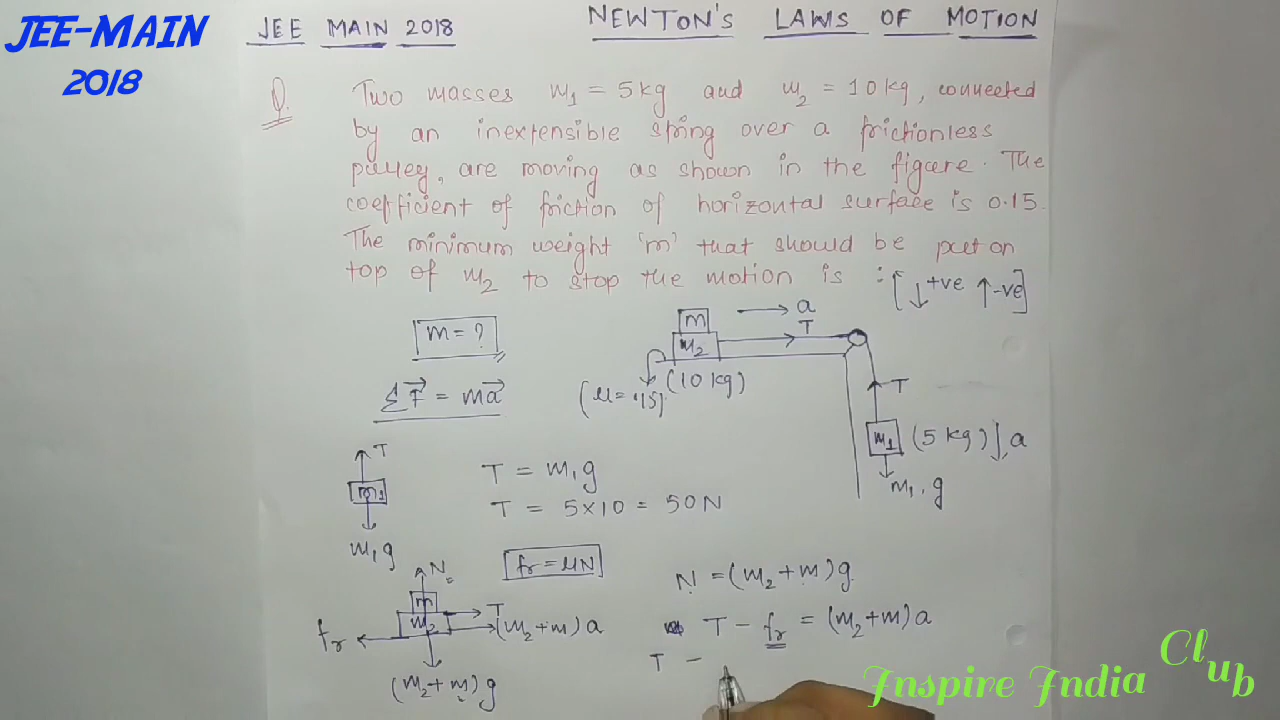 JEE-MAIN
2018
JEE MAIN 2018
NEWTON'S LAWS OF MOTION
Q. Two masses m₁ = 5kg and m₂ = 10kg, connected
by an inextensible string over a frictionless
pulley, are moving as shown in the figure. The
coefficient of friction of horizontal surface is 0.15.
The minimum weight 'm' that should be put on
top of m₂ to stop the motion is :
[↓+ve ↑-ve]
m = ?
ΣF⃗ = ma⃗
m
a
T
m₂
(10 kg)
(μ= .15)
T
m₁ (5 kg)↓a
m₁.g
T
m₁
m₁g
T = m₁g
T = 5×10 = 50N
fr = μN
N
m
m₂
T
(m₂+m)a
fr
(m₂+m)g
N = (m₂+m)g
T - fr = (m₂+m)a
T -
Inspire India Club